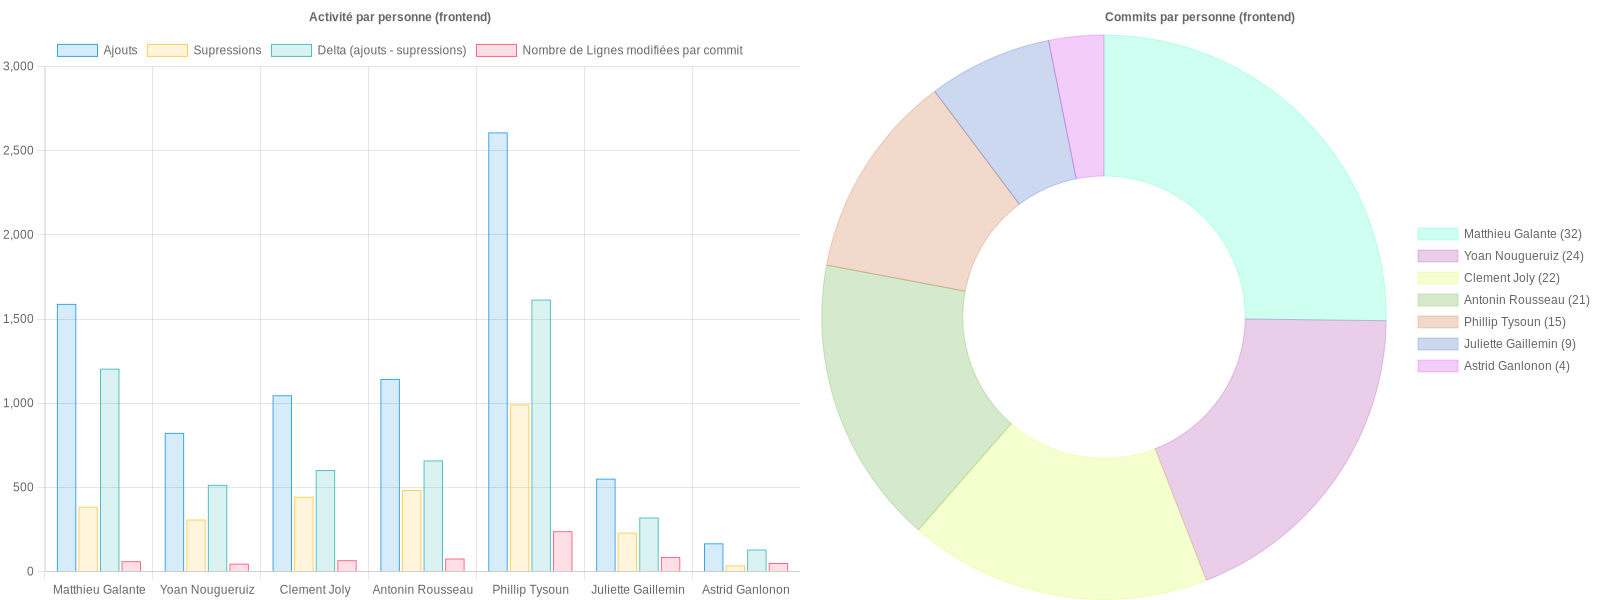 Activité par personne (frontend)
Ajouts Supressions Delta (ajouts - supressions) Nombre de Lignes modifiées par commit
3,000
2,500
2,000
1,500
1,000
500
0
Matthieu Galante Yoan Nougueruiz Clement Joly Antonin Rousseau Phillip Tysoun Juliette Gaillemin Astrid Ganlonon
Commits par personne (frontend)
Matthieu Galante (32)
Yoan Nougueruiz (24)
Clement Joly (22)
Antonin Rousseau (21)
Phillip Tysoun (15)
Juliette Gaillemin (9)
Astrid Ganlonon (4)